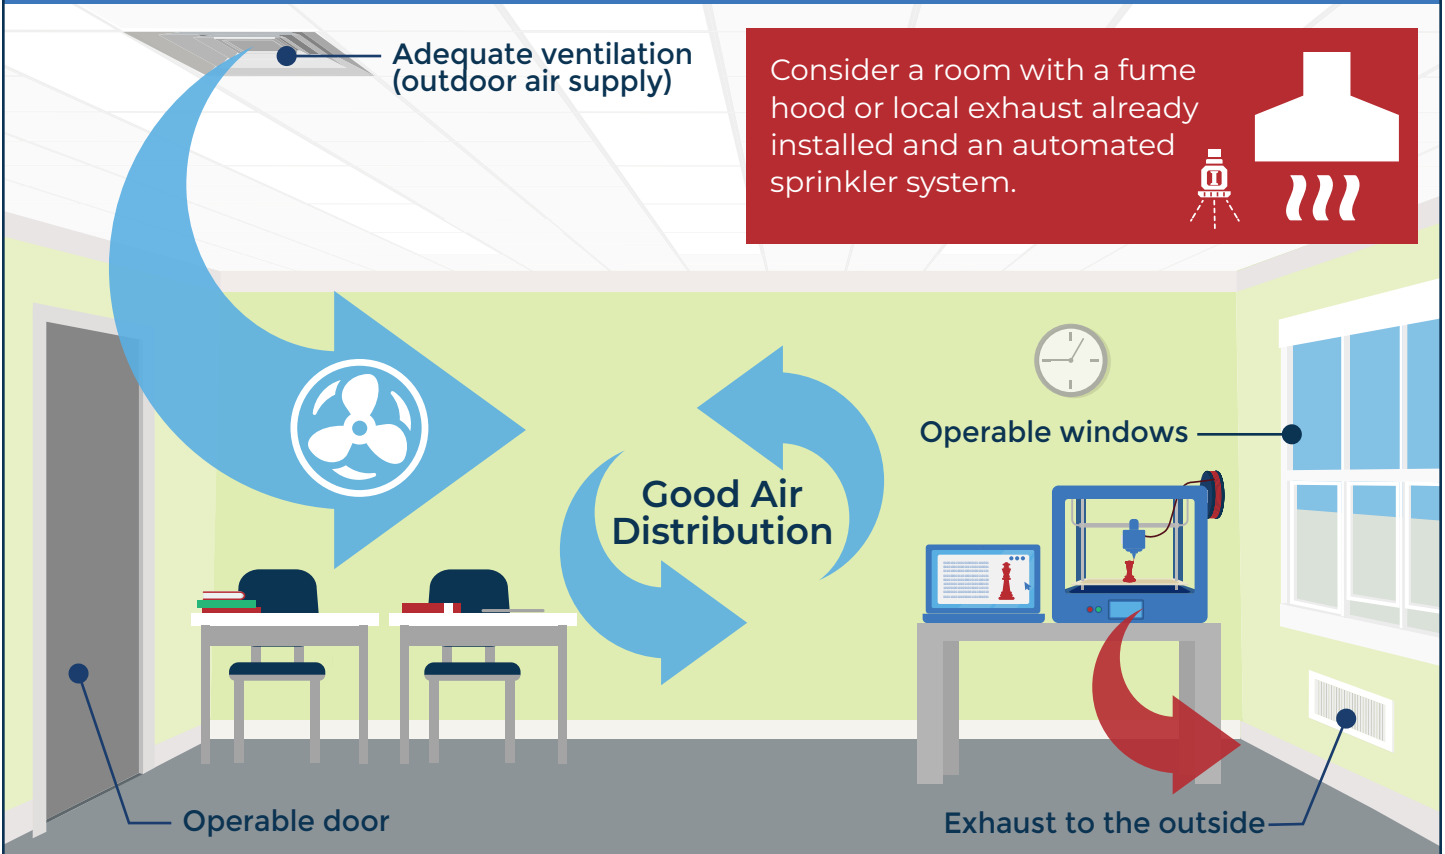 Adequate ventilation
(outdoor air supply)
Consider a room with a fume
hood or local exhaust already
installed and an automated
sprinkler system.
Operable windows
Good Air
Distribution
Operable door
Exhaust to the outside